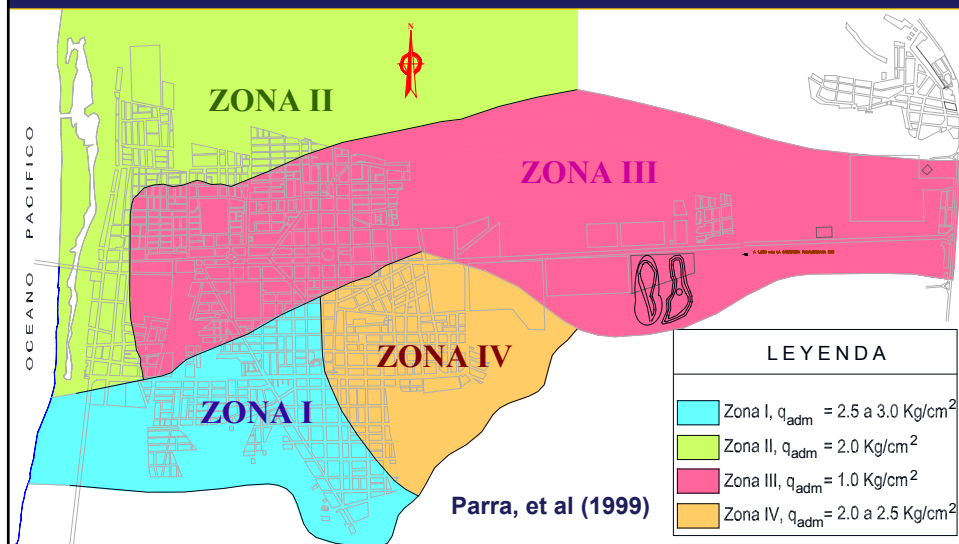 N
ZONA II
ZONA III
OCEANO PACIFICO
ZONA IV
ZONA I
LEYENDA
Zona I, qadm = 2.5 a 3.0 Kg/cm²
Zona II, qadm = 2.0 Kg/cm²
Zona III, qadm = 1.0 Kg/cm²
Zona IV, qadm = 2.0 a 2.5 Kg/cm²
Parra, et al (1999)